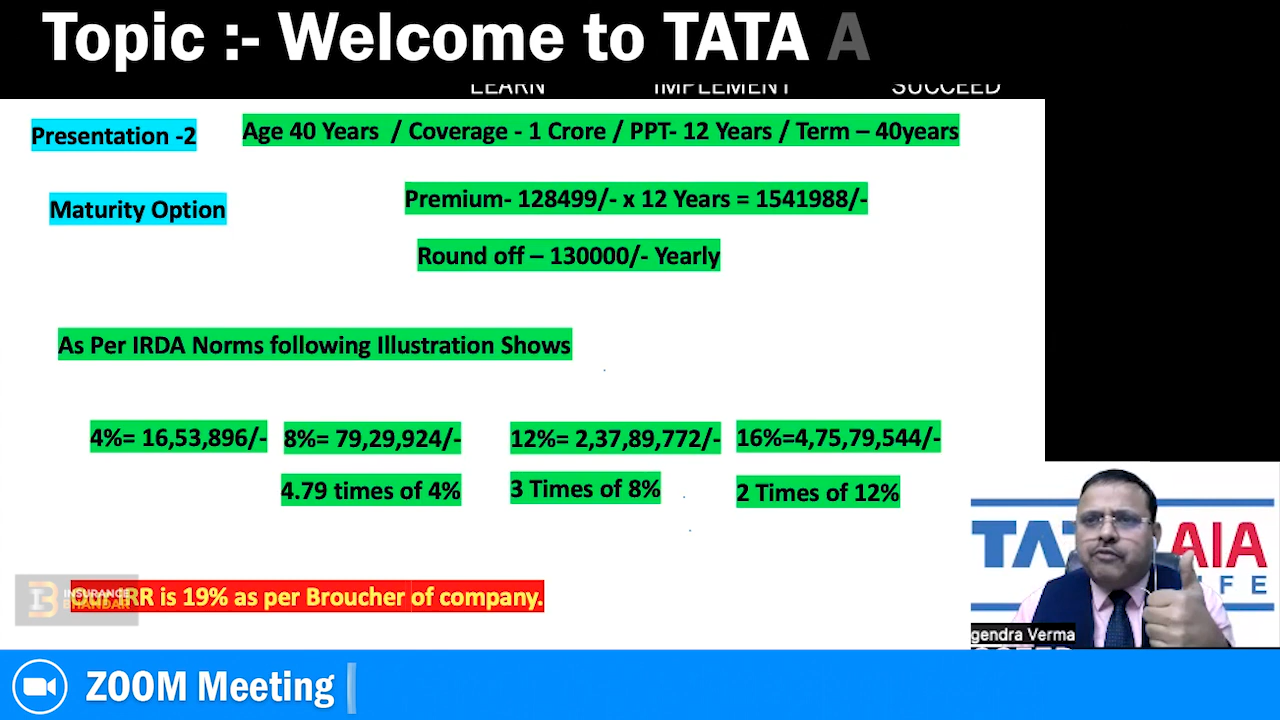 Topic :- Welcome to TATA A
LEARN IMPLEMENT SUCCEED
Presentation -2
Age 40 Years / Coverage - 1 Crore / PPT- 12 Years / Term – 40years
Maturity Option
Premium- 128499/- x 12 Years = 1541988/-
Round off – 130000/- Yearly
As Per IRDA Norms following Illustration Shows
4%= 16,53,896/- 8%= 79,29,924/- 12%= 2,37,89,772/- 16%=4,75,79,544/-
4.79 times of 4% 3 Times of 8% 2 Times of 12%
IRR is 19% as per Broucher of company.
INSURANCE
BHANDAR
TATA AIA
gendra Verma
ZOOM Meeting